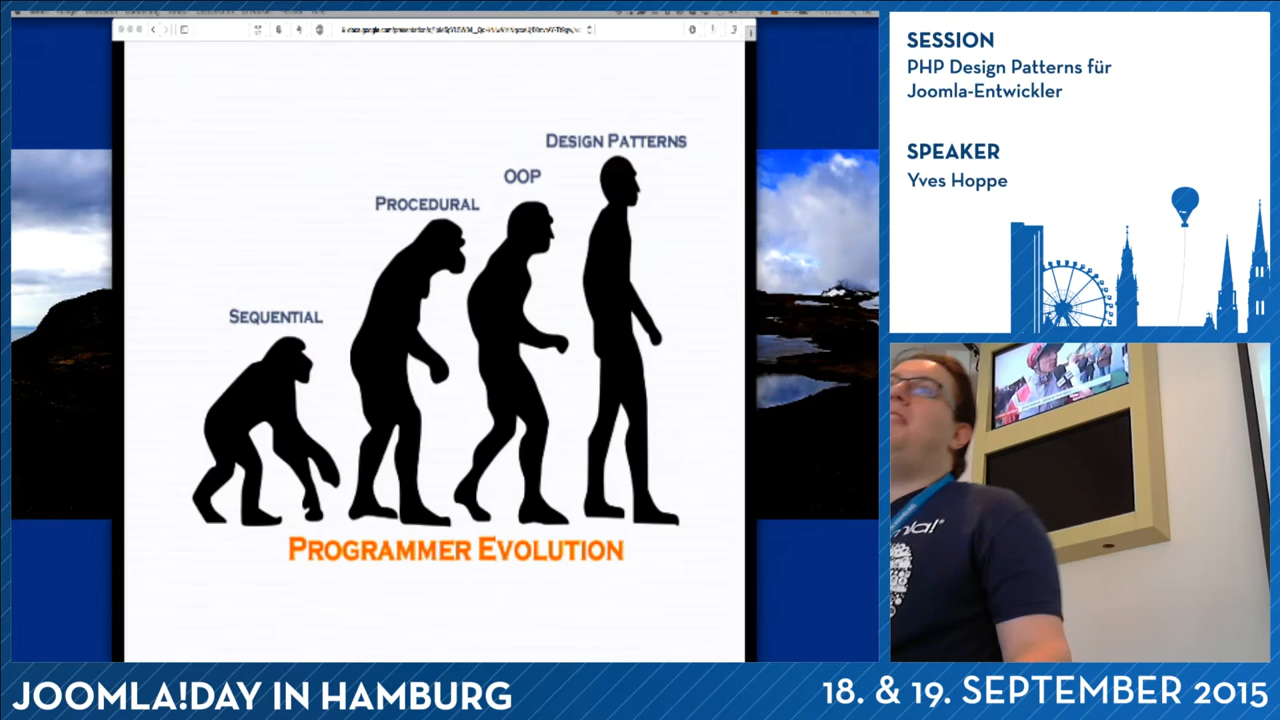 DESIGN PATTERNS
OOP
PROCEDURAL
SEQUENTIAL
PROGRAMMER EVOLUTION
SESSION
PHP Design Patterns für
Joomla-Entwickler
SPEAKER
Yves Hoppe
JOOMLA!DAY IN HAMBURG
18. & 19. SEPTEMBER 2015